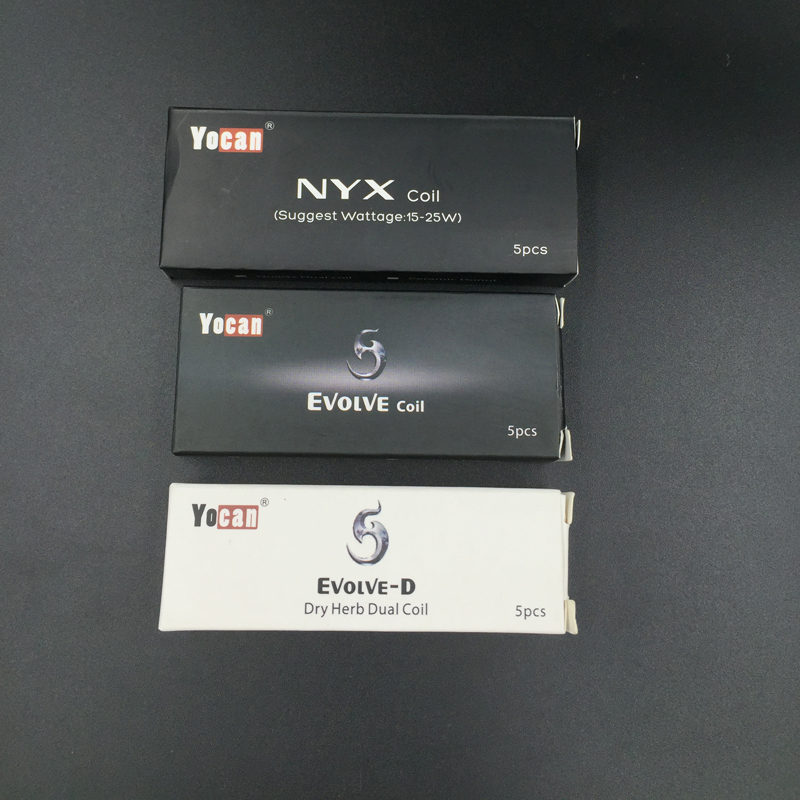 Yocan®
NYX Coil
(Suggest Wattage:15-25W)
5pcs
Yocan®
EVOLVE Coil
5pcs
Yocan®
EVOLVE-D
Dry Herb Dual Coil
5pcs